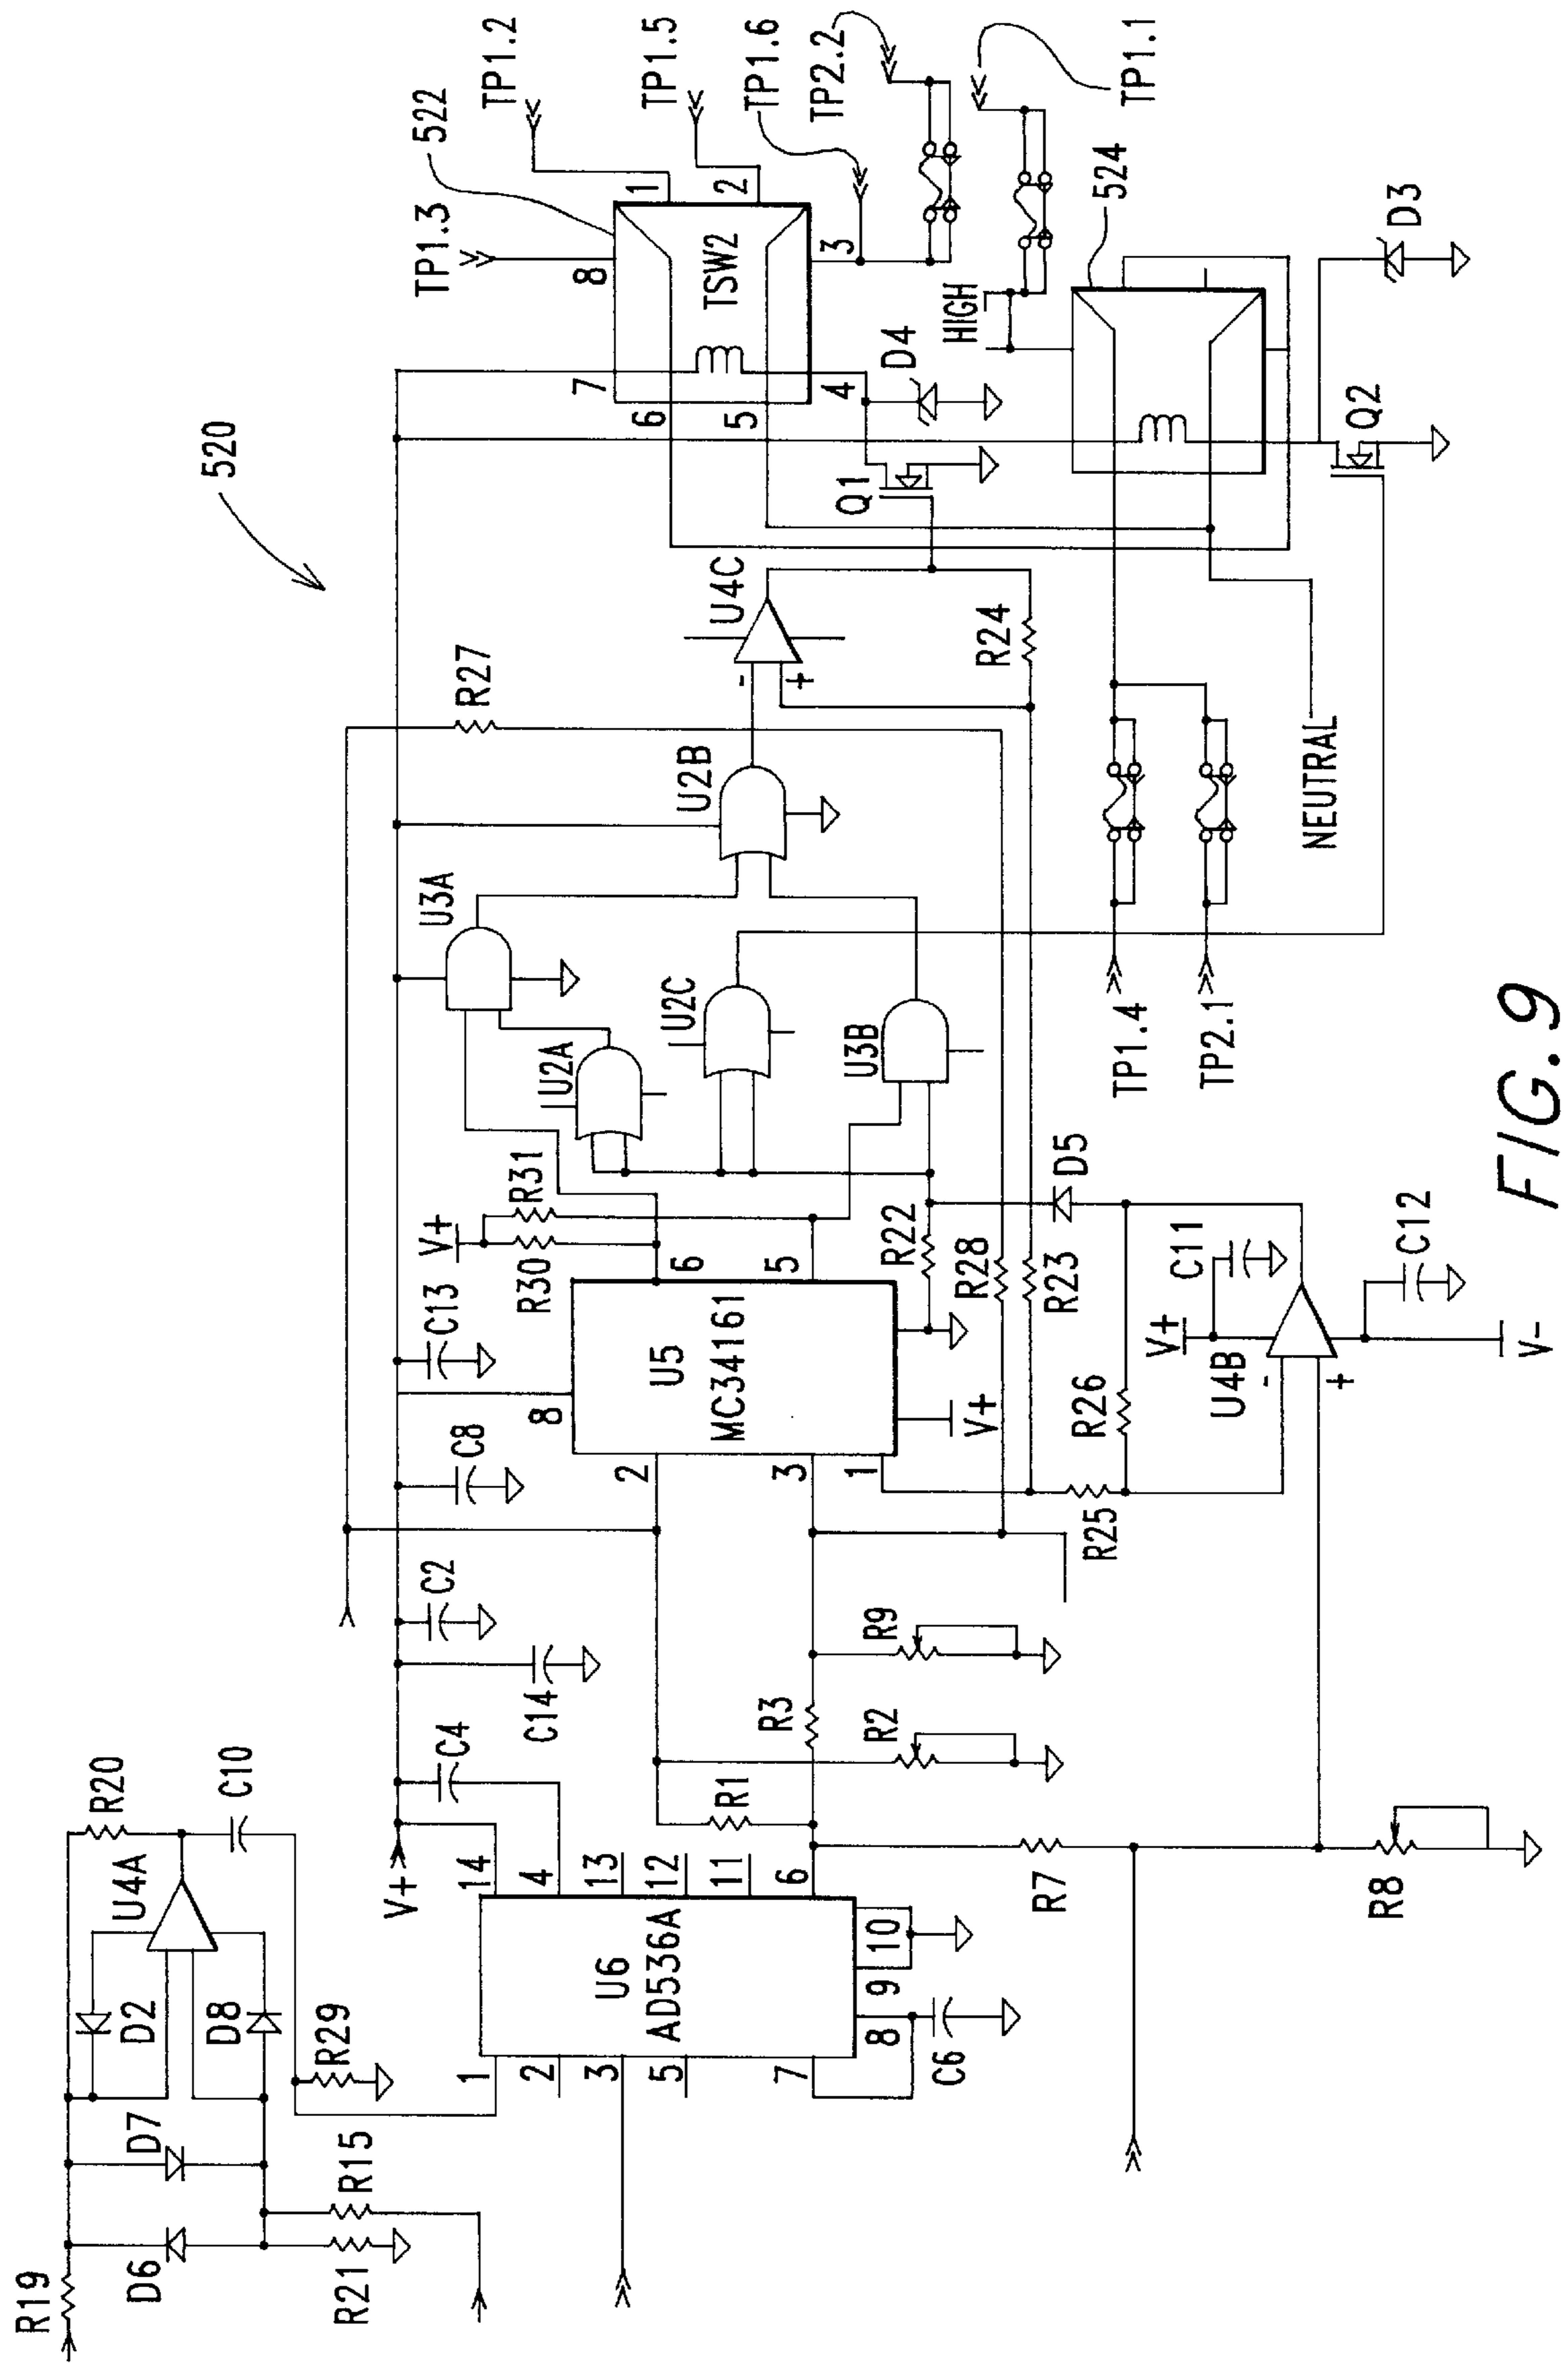 520
TP1.3
522
TP1.2
TP1.5
TP1.6
TP2.2
TP1.1
8
1
2
3
7
6
5
4
TSW2
HIGH
524
D4
D3
Q1
Q2
R27
U4C
-
+
R24
U2B
U3A
U2A
U2C
U3B
NEUTRAL
TP1.4
TP2.1
V+
R31
R30
C13
6
5
R22
D5
R28
R23
C11
C12
V+
V-
U4B
-
+
R26
R25
U5
MC34161
8
2
3
1
V+
C8
C2
C14
C4
R9
R3
R2
R1
R20
C10
U4A
D2
D8
D7
D6
R19
R29
R15
R21
V+
14
4
13
12
11
6
U6
AD536A
10
9
8
7
1
2
3
5
C6
R7
R8
FIG. 9